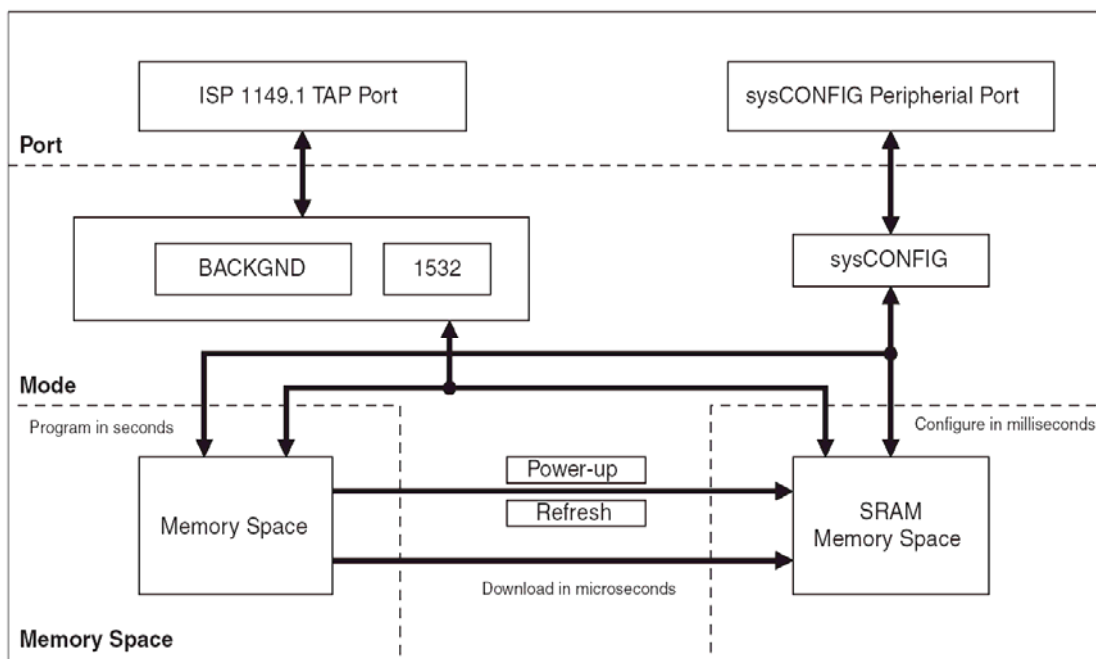 ISP 1149.1 TAP Port
sysCONFIG Peripherial Port
Port
BACKGND
1532
sysCONFIG
Mode
Program in seconds
Configure in milliseconds
Power-up
Memory Space
Refresh
SRAM
Memory Space
Download in microseconds
Memory Space